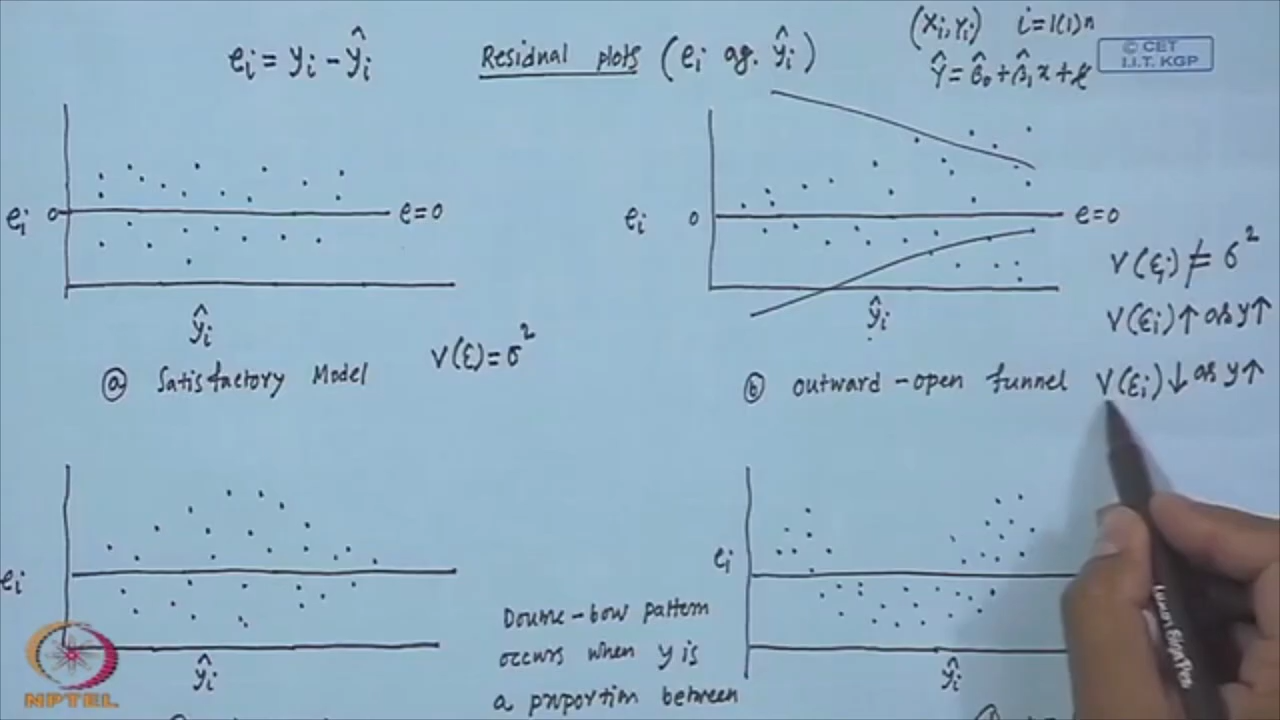 eᵢ = yᵢ − ŷᵢ
Residual plots (eᵢ ag. ŷᵢ)
(xᵢ, yᵢ) i=1(1)n
Ŷ = β̂₀ + β̂₁x + ε
© CET
I.I.T. KGP
eᵢ
0
e=0
ŷᵢ
ⓐ Satisfactory Model
V(ε)=σ²
eᵢ
0
e=0
ŷᵢ
V(εᵢ) ≠ σ²
V(εᵢ)↑ as y↑
ⓑ outward-open funnel
V(εᵢ)↓ as y↑
eᵢ
ŷᵢ
Double-bow pattern
occurs when y is
a proportion between
eᵢ
ŷᵢ
NPTEL